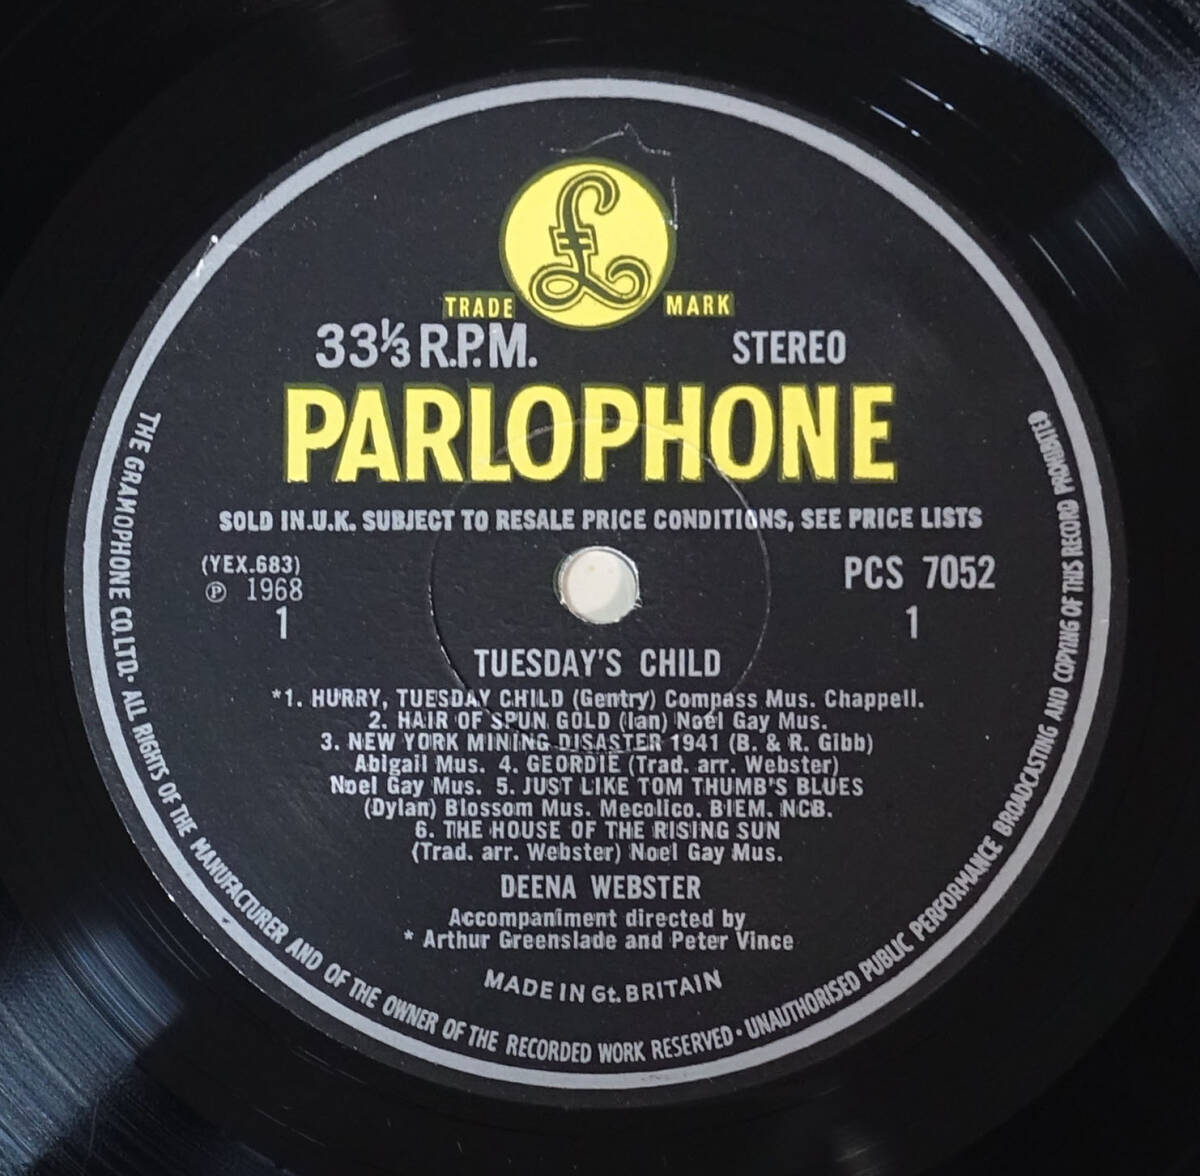 £
TRADE MARK
33⅓ R.P.M. STEREO
PARLOPHONE
SOLD IN.U.K. SUBJECT TO RESALE PRICE CONDITIONS, SEE PRICE LISTS
(YEX.683) PCS 7052
℗ 1968
1 1
TUESDAY'S CHILD
*1. HURRY, TUESDAY CHILD (Gentry) Compass Mus. Chappell.
2. HAIR OF SPUN GOLD (Ian) Noel Gay Mus.
3. NEW YORK MINING DISASTER 1941 (B. & R. Gibb)
Abigail Mus. 4. GEORDIE (Trad. arr. Webster)
Noel Gay Mus. 5. JUST LIKE TOM THUMB'S BLUES
(Dylan) Blossom Mus. Mecolico. BIEM. NCB.
6. THE HOUSE OF THE RISING SUN
(Trad. arr. Webster) Noel Gay Mus.
DEENA WEBSTER
Accompaniment directed by
* Arthur Greenslade and Peter Vince
MADE IN Gt. BRITAIN
THE GRAMOPHONE CO. LTD. · ALL RIGHTS OF THE MANUFACTURER AND OF THE OWNER OF THE RECORDED WORK RESERVED · UNAUTHORISED PUBLIC PERFORMANCE BROADCASTING AND COPYING OF THIS RECORD PROHIBITED